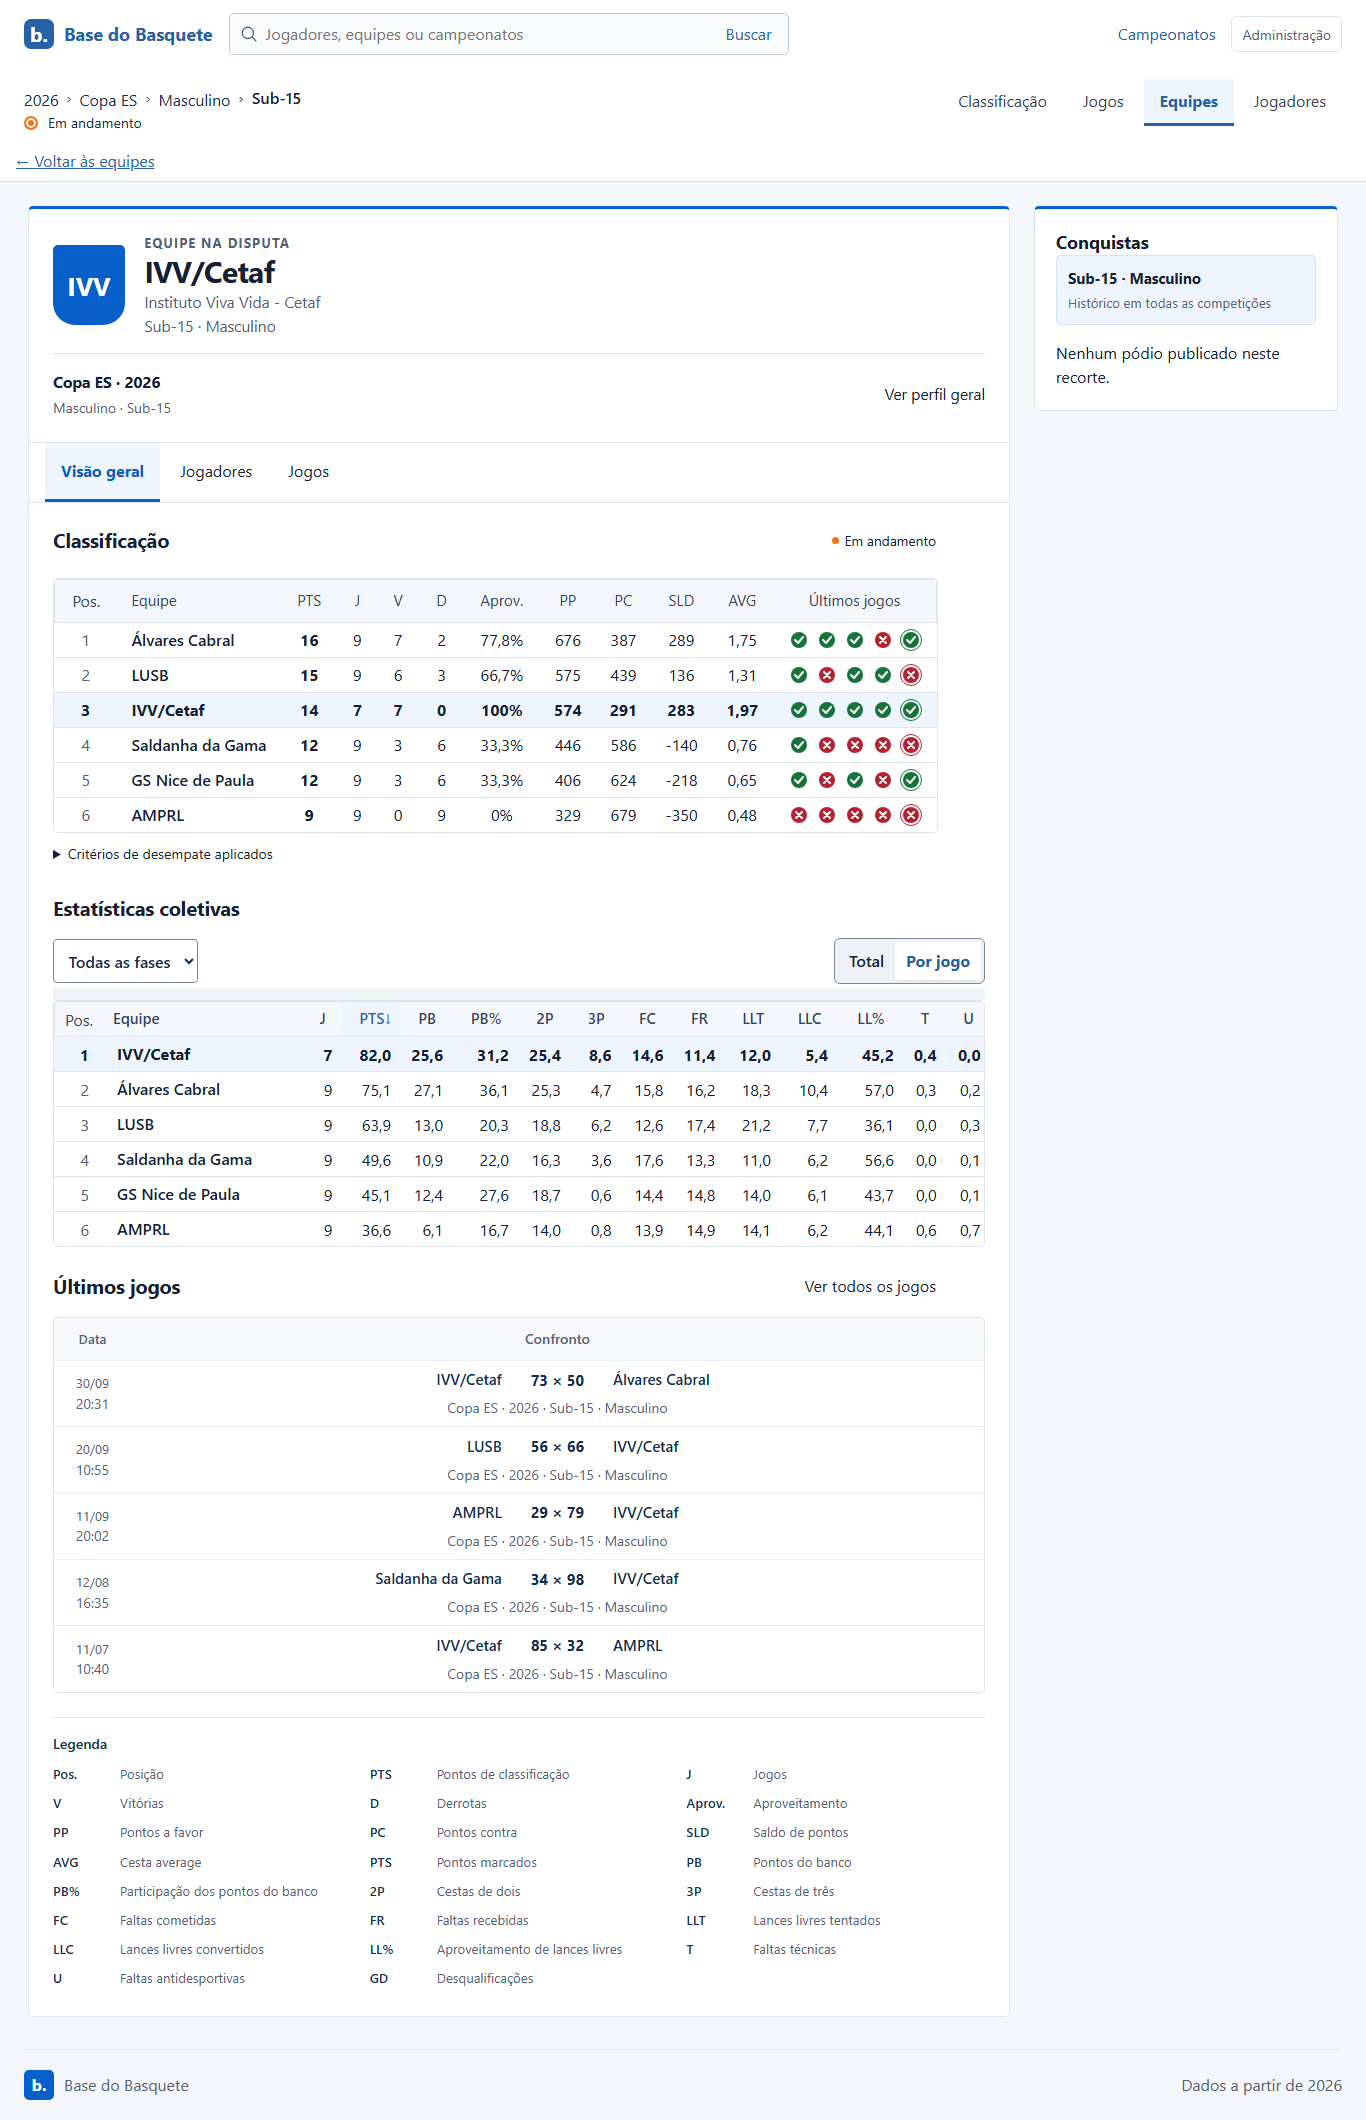 b. Base do Basquete
Jogadores, equipes ou campeonatos Buscar
Campeonatos Administração
2026 › Copa ES › Masculino › Sub-15
Em andamento
Classificação Jogos Equipes Jogadores
← Voltar às equipes
IVV
EQUIPE NA DISPUTA
IVV/Cetaf
Instituto Viva Vida - Cetaf
Sub-15 · Masculino
Copa ES · 2026
Masculino · Sub-15
Ver perfil geral
Conquistas
Sub-15 · Masculino
Histórico em todas as competições
Nenhum pódio publicado neste
recorte.
Visão geral Jogadores Jogos
Classificação Em andamento
Pos. Equipe PTS J V D Aprov. PP PC SLD AVG Últimos jogos
1 Álvares Cabral 16 9 7 2 77,8% 676 387 289 1,75
2 LUSB 15 9 6 3 66,7% 575 439 136 1,31
3 IVV/Cetaf 14 7 7 0 100% 574 291 283 1,97
4 Saldanha da Gama 12 9 3 6 33,3% 446 586 -140 0,76
5 GS Nice de Paula 12 9 3 6 33,3% 406 624 -218 0,65
6 AMPRL 9 9 0 9 0% 329 679 -350 0,48
▶ Critérios de desempate aplicados
Estatísticas coletivas
Todas as fases Total Por jogo
Pos. Equipe J PTS↓ PB PB% 2P 3P FC FR LLT LLC LL% T U
1 IVV/Cetaf 7 82,0 25,6 31,2 25,4 8,6 14,6 11,4 12,0 5,4 45,2 0,4 0,0
2 Álvares Cabral 9 75,1 27,1 36,1 25,3 4,7 15,8 16,2 18,3 10,4 57,0 0,3 0,2
3 LUSB 9 63,9 13,0 20,3 18,8 6,2 12,6 17,4 21,2 7,7 36,1 0,0 0,3
4 Saldanha da Gama 9 49,6 10,9 22,0 16,3 3,6 17,6 13,3 11,0 6,2 56,6 0,0 0,1
5 GS Nice de Paula 9 45,1 12,4 27,6 18,7 0,6 14,4 14,8 14,0 6,1 43,7 0,0 0,1
6 AMPRL 9 36,6 6,1 16,7 14,0 0,8 13,9 14,9 14,1 6,2 44,1 0,6 0,7
Últimos jogos Ver todos os jogos
Data Confronto
30/09
20:31
IVV/Cetaf 73 × 50 Álvares Cabral
Copa ES · 2026 · Sub-15 · Masculino
20/09
10:55
LUSB 56 × 66 IVV/Cetaf
Copa ES · 2026 · Sub-15 · Masculino
11/09
20:02
AMPRL 29 × 79 IVV/Cetaf
Copa ES · 2026 · Sub-15 · Masculino
12/08
16:35
Saldanha da Gama 34 × 98 IVV/Cetaf
Copa ES · 2026 · Sub-15 · Masculino
11/07
10:40
IVV/Cetaf 85 × 32 AMPRL
Copa ES · 2026 · Sub-15 · Masculino
Legenda
Pos. Posição PTS Pontos de classificação J Jogos
V Vitórias D Derrotas Aprov. Aproveitamento
PP Pontos a favor PC Pontos contra SLD Saldo de pontos
AVG Cesta average PTS Pontos marcados PB Pontos do banco
PB% Participação dos pontos do banco 2P Cestas de dois 3P Cestas de três
FC Faltas cometidas FR Faltas recebidas LLT Lances livres tentados
LLC Lances livres convertidos LL% Aproveitamento de lances livres T Faltas técnicas
U Faltas antidesportivas GD Desqualificações
b. Base do Basquete Dados a partir de 2026